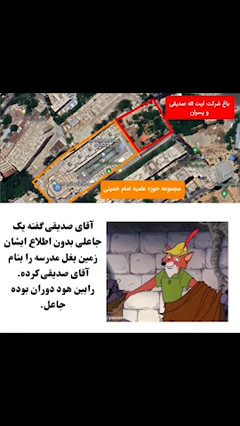 باغ شرکت آیت اله صدیقی
و پسران
مجموعه حوزه علمیه امام خمینی
آقای صدیقی گفته یک
جاعلی بدون اطلاع ایشان
زمین بغل مدرسه را بنام
آقای صدیقی کرده.
رابین هود دوران بوده
جاعل.